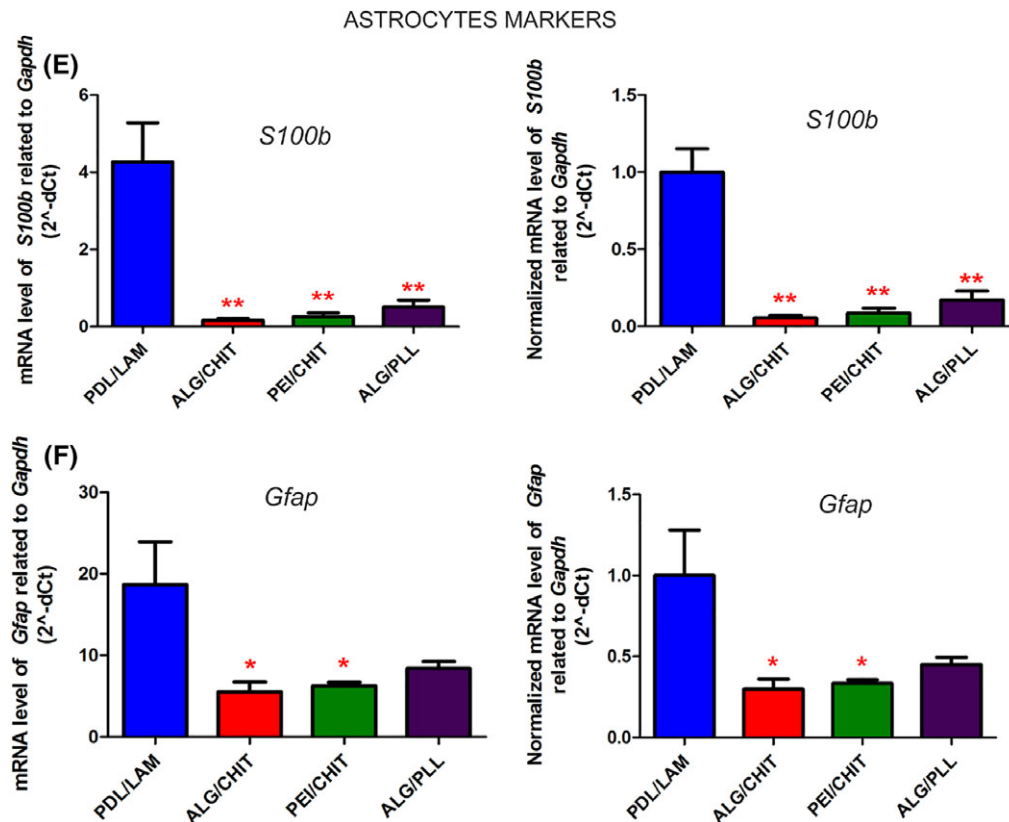 ASTROCYTES MARKERS
(E)
mRNA level of S100b related to Gapdh
(2^-dCt)
6
4
2
0
S100b
**
**
**
PDL/LAM
ALG/CHIT
PEI/CHIT
ALG/PLL
Normalized mRNA level of S100b
related to Gapdh
(2^-dCt)
1.5
1.0
0.5
0.0
S100b
**
**
**
PDL/LAM
ALG/CHIT
PEI/CHIT
ALG/PLL
(F)
mRNA level of Gfap related to Gapdh
(2^-dCt)
30
20
10
0
Gfap
*
*
PDL/LAM
ALG/CHIT
PEI/CHIT
ALG/PLL
Normalized mRNA level of Gfap
related to Gapdh
(2^-dCt)
1.5
1.0
0.5
0.0
Gfap
*
*
PDL/LAM
ALG/CHIT
PEI/CHIT
ALG/PLL